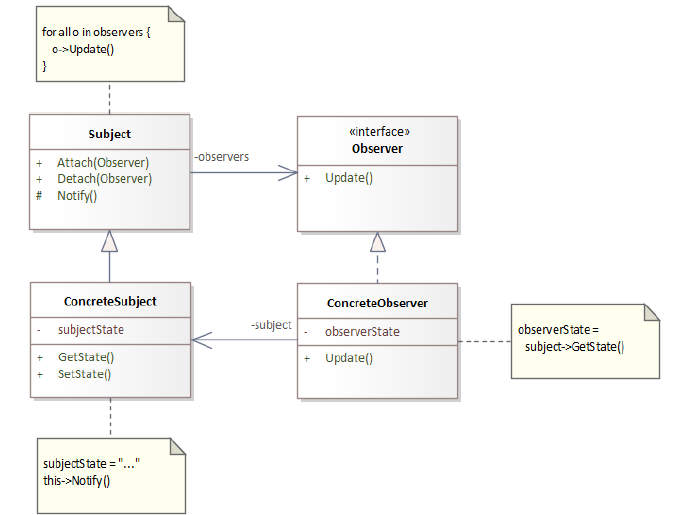 for all o in observers {
o->Update()
}
Subject
+ Attach(Observer)
+ Detach(Observer)
# Notify()
-observers
«interface»
Observer
+ Update()
ConcreteSubject
- subjectState
+ GetState()
+ SetState()
-subject
ConcreteObserver
- observerState
+ Update()
observerState =
subject->GetState()
subjectState = "..."
this->Notify()